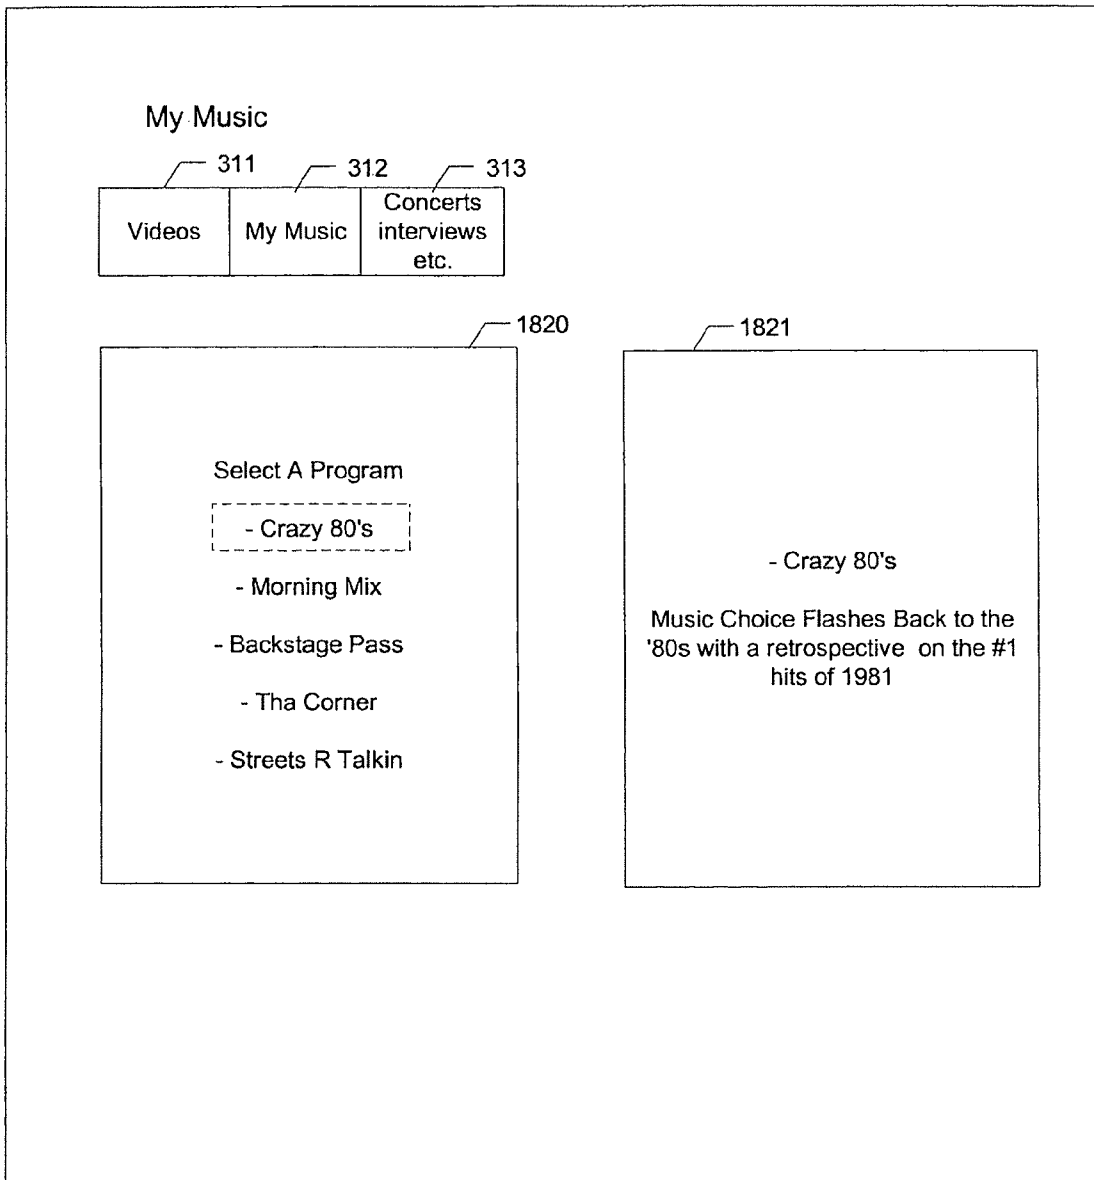 My Music
311
312
313
Videos
My Music
Concerts
interviews
etc.
1820
1821
Select A Program
- Crazy 80's
- Morning Mix
- Backstage Pass
- Tha Corner
- Streets R Talkin
- Crazy 80's
Music Choice Flashes Back to the
'80s with a retrospective on the #1
hits of 1981